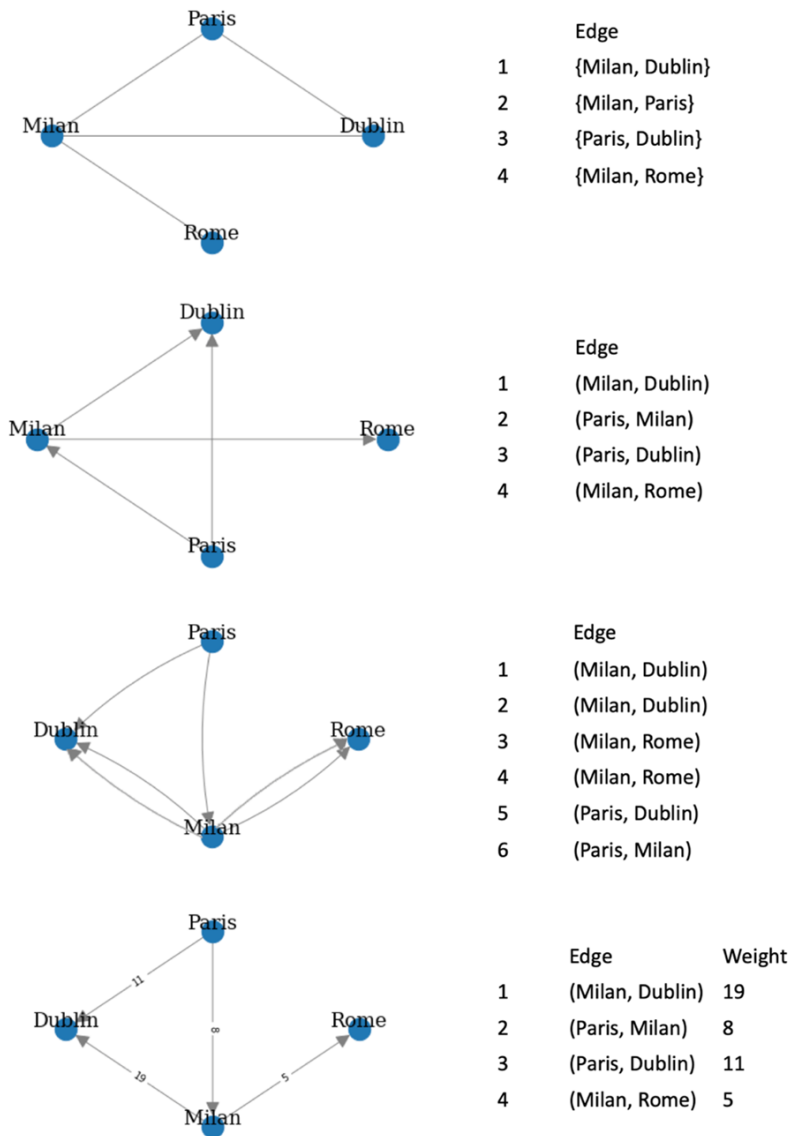 Paris
Milan
Dublin
Rome
Edge
1 {Milan, Dublin}
2 {Milan, Paris}
3 {Paris, Dublin}
4 {Milan, Rome}
Dublin
Milan
Rome
Paris
Edge
1 (Milan, Dublin)
2 (Paris, Milan)
3 (Paris, Dublin)
4 (Milan, Rome)
Paris
Dublin
Rome
Milan
Edge
1 (Milan, Dublin)
2 (Milan, Dublin)
3 (Milan, Rome)
4 (Milan, Rome)
5 (Paris, Dublin)
6 (Paris, Milan)
Paris
11
Dublin
8
Rome
19
5
Milan
Edge Weight
1 (Milan, Dublin) 19
2 (Paris, Milan) 8
3 (Paris, Dublin) 11
4 (Milan, Rome) 5